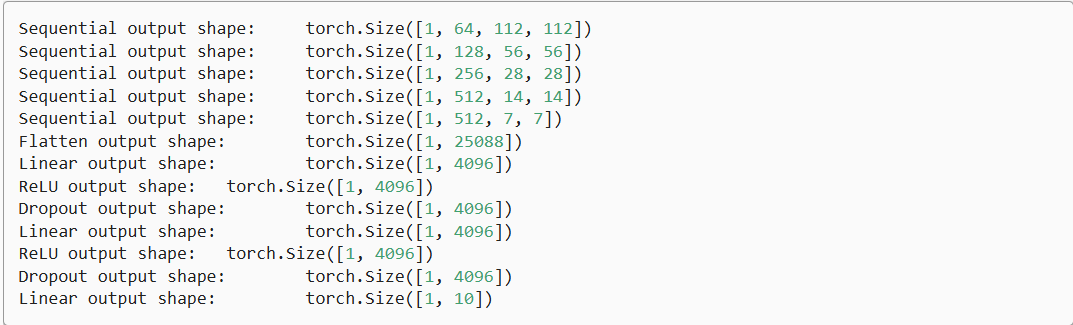 Sequential output shape:     torch.Size([1, 64, 112, 112])
Sequential output shape:     torch.Size([1, 128, 56, 56])
Sequential output shape:     torch.Size([1, 256, 28, 28])
Sequential output shape:     torch.Size([1, 512, 14, 14])
Sequential output shape:     torch.Size([1, 512, 7, 7])
Flatten output shape:        torch.Size([1, 25088])
Linear output shape:         torch.Size([1, 4096])
ReLU output shape:   torch.Size([1, 4096])
Dropout output shape:        torch.Size([1, 4096])
Linear output shape:         torch.Size([1, 4096])
ReLU output shape:   torch.Size([1, 4096])
Dropout output shape:        torch.Size([1, 4096])
Linear output shape:         torch.Size([1, 10])